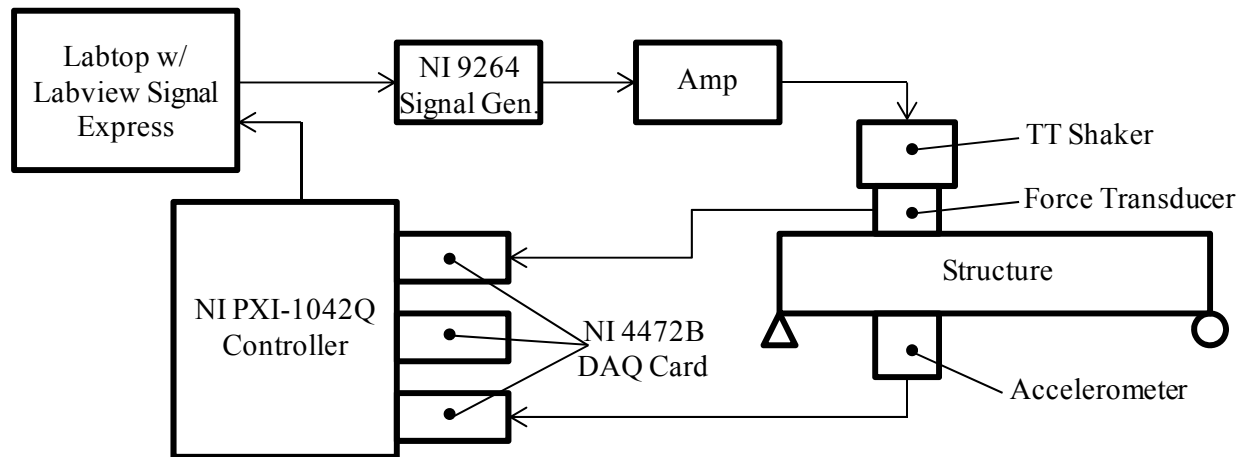 Labtop w/
Labview Signal
Express
NI 9264
Signal Gen.
Amp
TT Shaker
Force Transducer
Structure
NI PXI-1042Q
Controller
NI 4472B
DAQ Card
Accelerometer